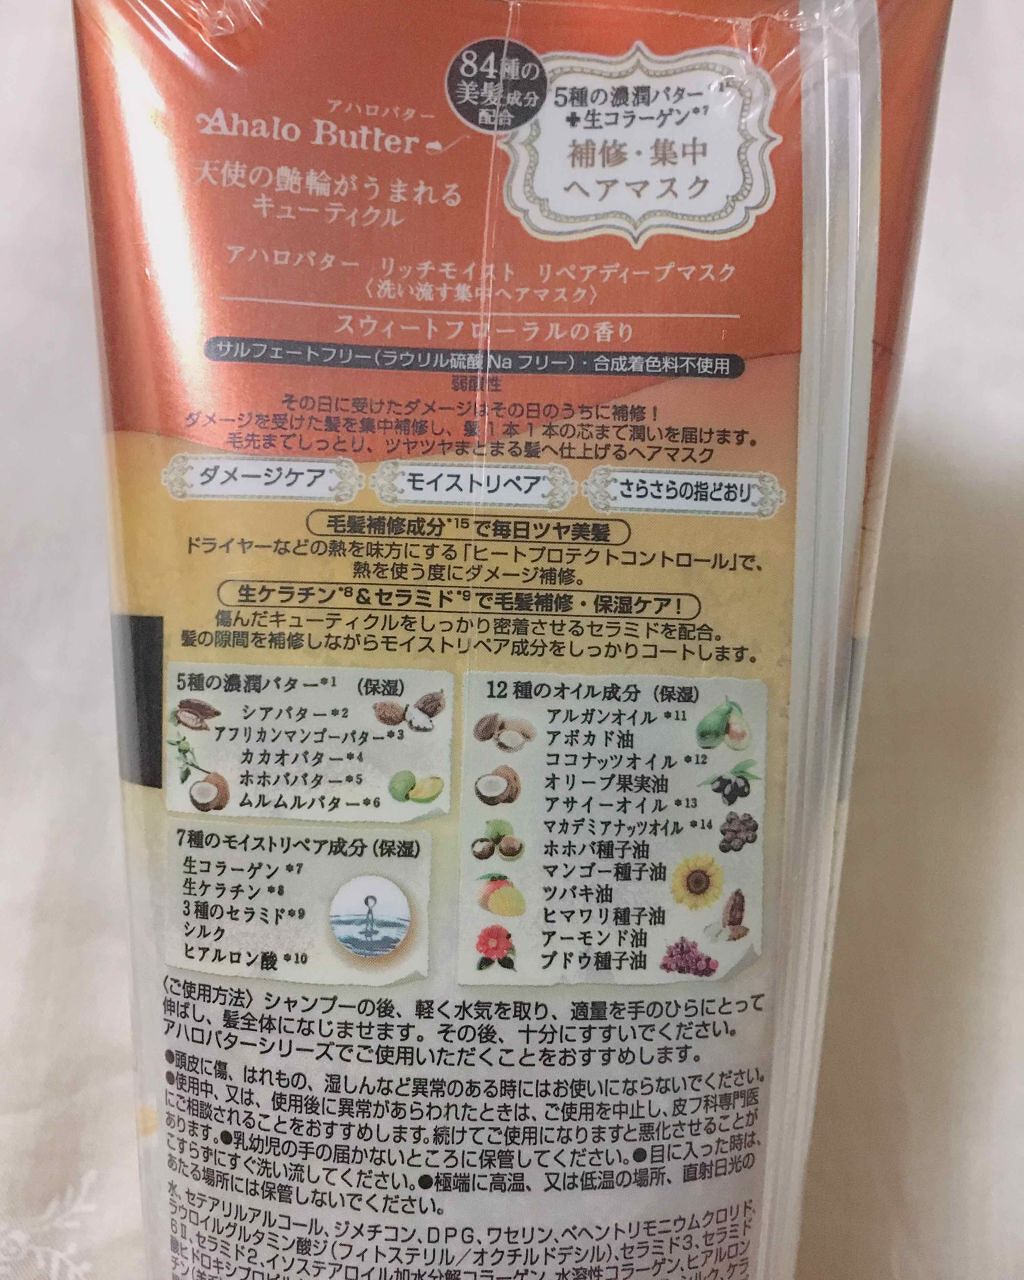 84種の
美髪成分
配合
5種の濃潤バター*1
✚生コラーゲン*7
補修・集中
ヘアマスク
アハロバター
Ahalo Butter
天使の艶輪がうまれる
キューティクル
アハロバター リッチモイスト リペアディープマスク
〈洗い流す集中ヘアマスク〉
スウィートフローラルの香り
サルフェートフリー(ラウリル硫酸Naフリー)・合成着色料不使用
弱酸性
その日に受けたダメージはその日のうちに補修!
ダメージを受けた髪を集中補修し、髪1本1本の芯まで潤いを届けます。
毛先までしっとり、ツヤツヤまとまる髪へ仕上げるヘアマスク
ダメージケア モイストリペア さらさらの指どおり
毛髪補修成分*15で毎日ツヤ美髪
ドライヤーなどの熱を味方にする「ヒートプロテクトコントロール」で、
熱を使う度にダメージ補修。
生ケラチン*8&セラミド*9で毛髪補修・保湿ケア!
傷んだキューティクルをしっかり密着させるセラミドを配合。
髪の隙間を補修しながらモイストリペア成分をしっかりコートします。
5種の濃潤バター*1 (保湿)
シアバター*2
アフリカンマンゴーバター*3
カカオバター*4
ホホババター*5
ムルムルバター*6
7種のモイストリペア成分(保湿)
生コラーゲン*7
生ケラチン*8
3種のセラミド*9
シルク
ヒアルロン酸*10
12種のオイル成分(保湿)
アルガンオイル*11
アボカド油
ココナッツオイル*12
オリーブ果実油
アサイーオイル*13
マカデミアナッツオイル*14
ホホバ種子油
マンゴー種子油
ツバキ油
ヒマワリ種子油
アーモンド油
ブドウ種子油
〈ご使用方法〉シャンプーの後、軽く水気を取り、適量を手のひらにとって
伸ばし、髪全体になじませます。その後、十分にすすいでください。
アハロバターシリーズでご使用いただくことをおすすめします。
●頭皮に傷、はれもの、湿しんなど異常のある時にはお使いにならないでください。
●使用中、又は、使用後に異常があらわれたときは、ご使用を中止し、皮フ科専門医
にご相談されることをおすすめします。続けてご使用になりますと悪化させることが
あります。●乳幼児の手の届かないところに保管してください。●目に入った時は、
こすらずにすぐ洗い流してください。●極端に高温、又は低温の場所、直射日光の
あたる場所には保管しないでください。
水、セテアリルアルコール、ジメチコン、DPG、ワセリン、ベヘントリモニウムクロリド、
ラウロイルグルタミン酸ジ(フィトステリル/オクチルドデシル)、セラミド3、セラミド
6Ⅱ、セラミド2、イソステアロイル加水分解コラーゲン、水溶性コラーゲン、ヒアルロン